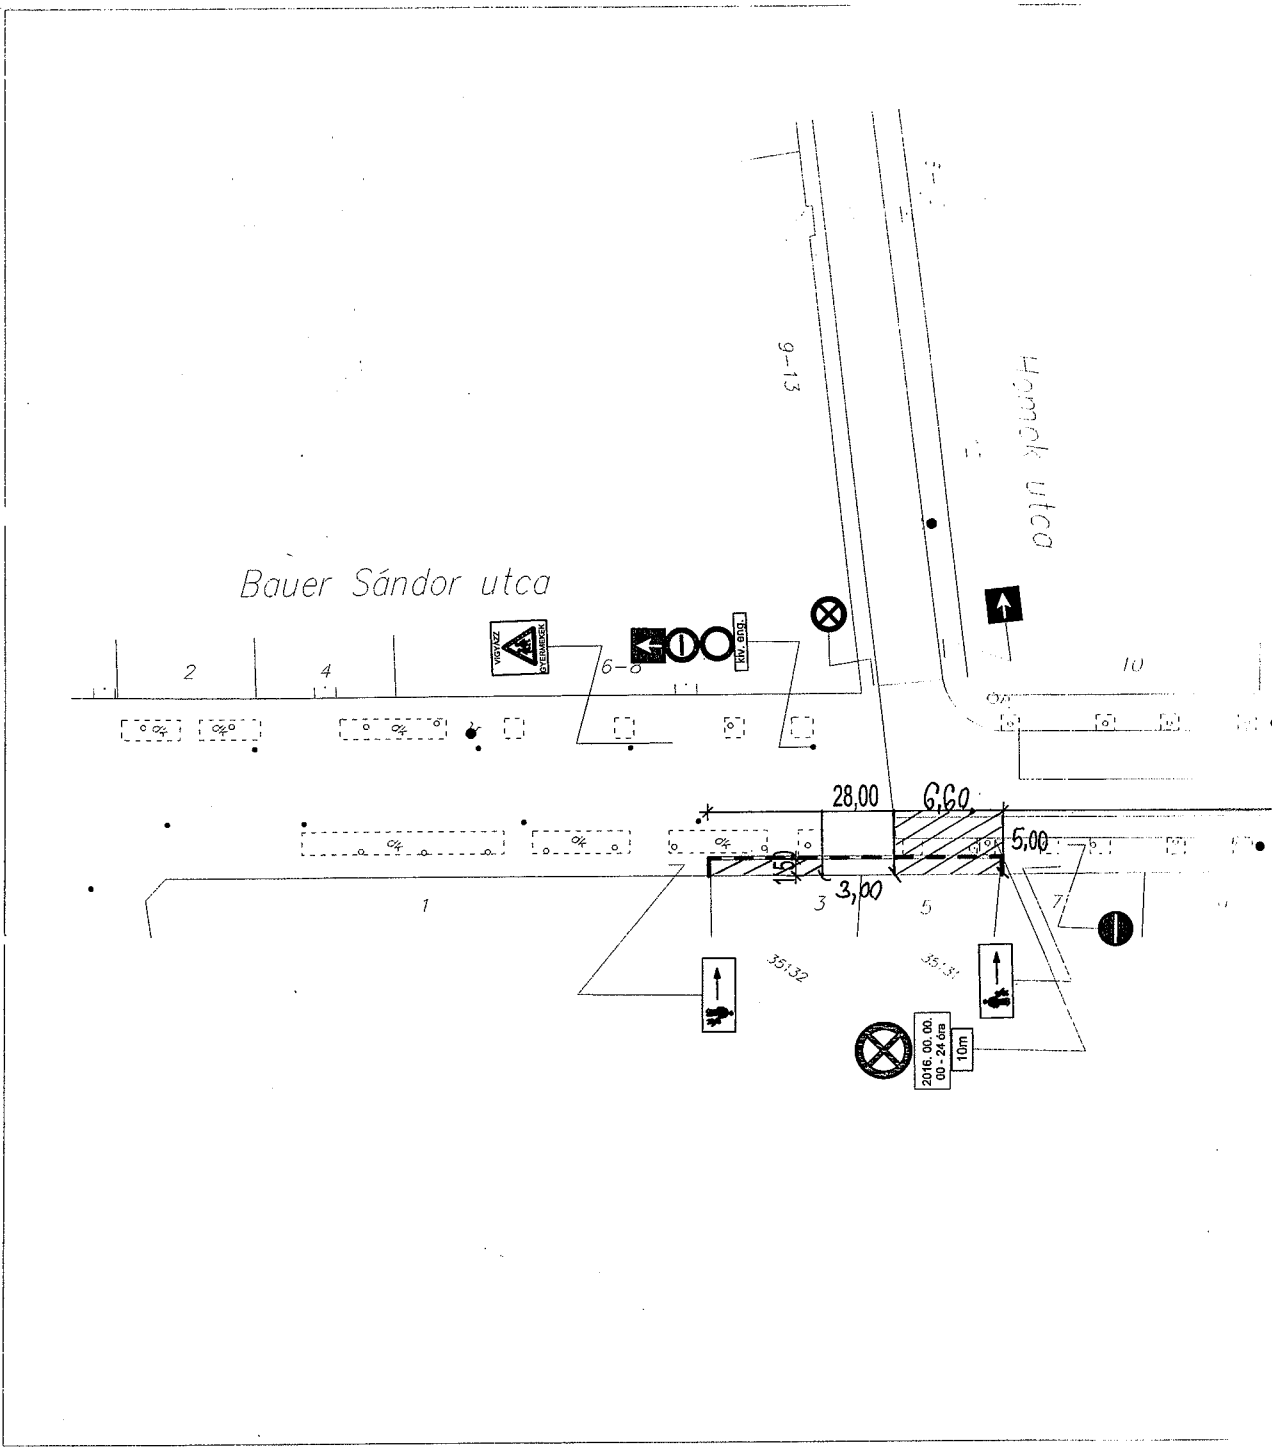 9-13
Homok utca
Bauer Sándor utca
VIGYÁZZ
GYERMEKEK
kiv. eng.
2
4
6-8
10
28,00
6,60
5,00
1,50
3,00
1
3
5
7
35132
35131
2016. 00. 00.
00 - 24 óra
10m